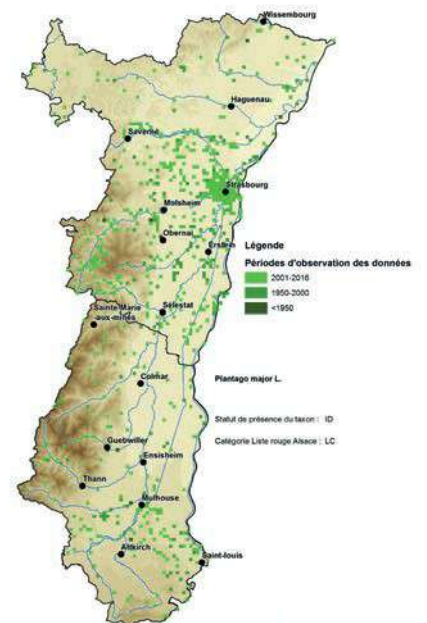 Wissembourg
Haguenau
Saverne
Strasbourg
Molsheim
Obernai
Erstein
Légende
Périodes d'observation des données
2001-2016
1950-2000
<1950
Sainte-Marie
-aux-mines
Sélestat
Colmar
Plantago major L.
Statut de présence du taxon : ID
Catégorie Liste rouge Alsace : LC
Guebwiller
Ensisheim
Thann
Mulhouse
Altkirch
Saint-louis